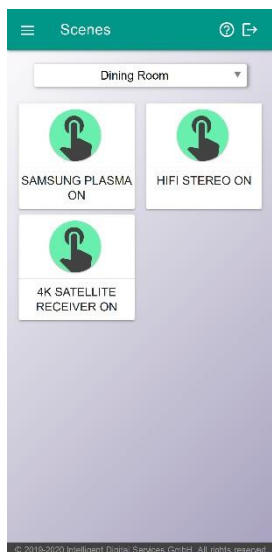 Scenes
Dining Room
SAMSUNG PLASMA
ON
HIFI STEREO ON
4K SATELLITE
RECEIVER ON
© 2019-2020 Intelligent Digital Services GmbH. All rights reserved.